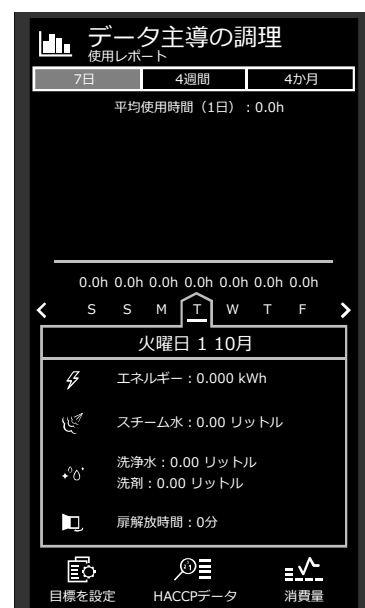 データ主導の調理
使用レポート
7日 4週間 4か月
平均使用時間（1日）：0.0h
0.0h 0.0h 0.0h 0.0h 0.0h 0.0h 0.0h
S S M T W T F
火曜日 1 10月
エネルギー：0.000 kWh
スチーム水：0.00 リットル
洗浄水：0.00 リットル
洗剤：0.00 リットル
扉解放時間：0分
目標を設定 HACCPデータ 消費量